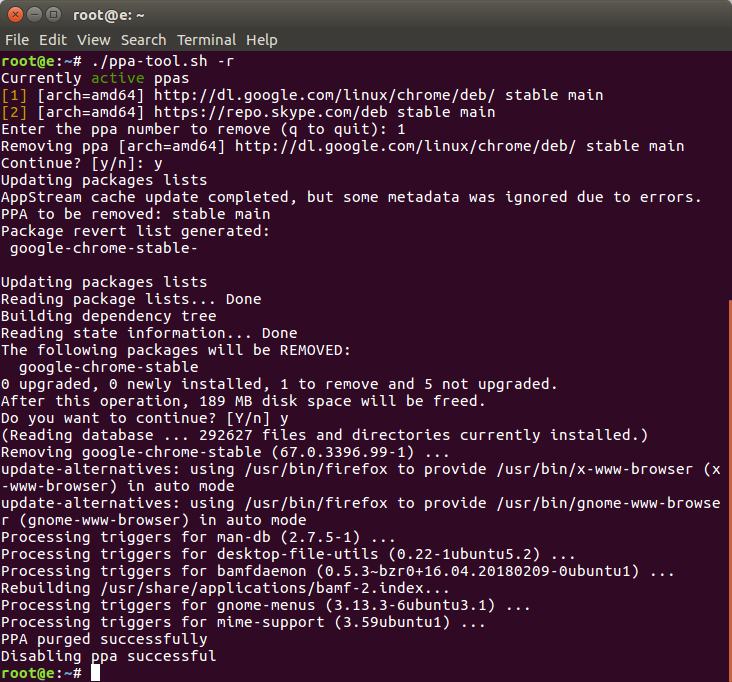 root@e: ~
File Edit View Search Terminal Help
root@e:~# ./ppa-tool.sh -r
Currently active ppas
[1] [arch=amd64] http://dl.google.com/linux/chrome/deb/ stable main
[2] [arch=amd64] https://repo.skype.com/deb stable main
Enter the ppa number to remove (q to quit): 1
Removing ppa [arch=amd64] http://dl.google.com/linux/chrome/deb/ stable main
Continue? [y/n]: y
Updating packages lists
AppStream cache update completed, but some metadata was ignored due to errors.
PPA to be removed: stable main
Package revert list generated:
 google-chrome-stable-

Updating packages lists
Reading package lists... Done
Building dependency tree
Reading state information... Done
The following packages will be REMOVED:
  google-chrome-stable
0 upgraded, 0 newly installed, 1 to remove and 5 not upgraded.
After this operation, 189 MB disk space will be freed.
Do you want to continue? [Y/n] y
(Reading database ... 292627 files and directories currently installed.)
Removing google-chrome-stable (67.0.3396.99-1) ...
update-alternatives: using /usr/bin/firefox to provide /usr/bin/x-www-browser (x
-www-browser) in auto mode
update-alternatives: using /usr/bin/firefox to provide /usr/bin/gnome-www-browse
r (gnome-www-browser) in auto mode
Processing triggers for man-db (2.7.5-1) ...
Processing triggers for desktop-file-utils (0.22-1ubuntu5.2) ...
Processing triggers for bamfdaemon (0.5.3~bzr0+16.04.20180209-0ubuntu1) ...
Rebuilding /usr/share/applications/bamf-2.index...
Processing triggers for gnome-menus (3.13.3-6ubuntu3.1) ...
Processing triggers for mime-support (3.59ubuntu1) ...
PPA purged successfully
Disabling ppa successful
root@e:~#